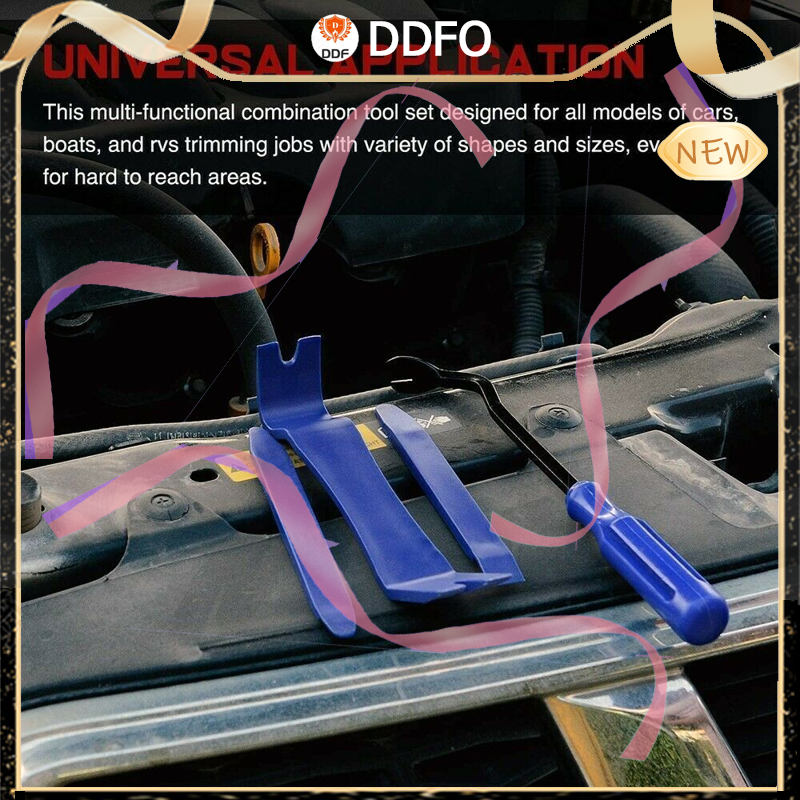 DDF
DDFO
UNIVERSAL APPLICATION
This multi-functional combination tool set designed for all models of cars,
boats, and rvs trimming jobs with variety of shapes and sizes,
for hard to reach areas.
NEW